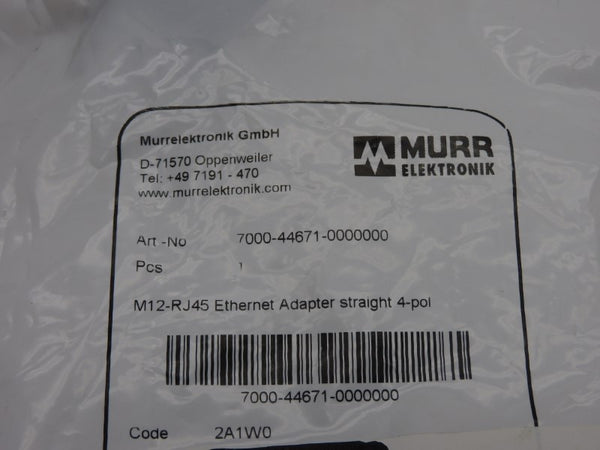 Murrelektronik GmbH
D-71570 Oppenweiler
Tel: +49 7191 - 470
www.murrelektronik.com
MURR
ELEKTRONIK
Art -No 7000-44671-0000000
Pcs 1
M12-RJ45 Ethernet Adapter straight 4-pol
7000-44671-0000000
Code 2A1W0